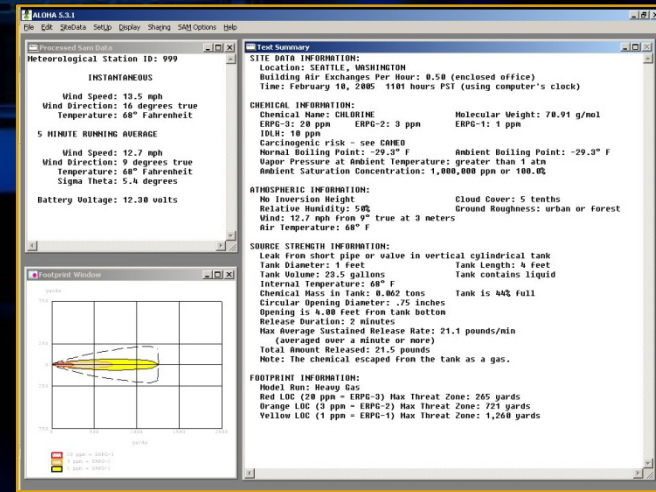 ALOHA 5.3.1
File Edit SiteData SetUp Display Sharing SAM Options Help
Processed Sam Data
Meteorological Station ID: 999
INSTANTANEOUS
Wind Speed: 13.5 mph
Wind Direction: 16 degrees true
Temperature: 68° Fahrenheit
5 MINUTE RUNNING AVERAGE
Wind Speed: 12.7 mph
Wind Direction: 9 degrees true
Temperature: 68° Fahrenheit
Sigma Theta: 5.4 degrees
Battery Voltage: 12.30 volts
Footprint Window
yards
yards
Text Summary
SITE DATA INFORMATION:
Location: SEATTLE, WASHINGTON
Building Air Exchanges Per Hour: 0.50 (enclosed office)
Time: February 10, 2005 1101 hours PST (using computer's clock)
CHEMICAL INFORMATION:
Chemical Name: CHLORINE Molecular Weight: 70.91 g/mol
ERPG-3: 20 ppm ERPG-2: 3 ppm ERPG-1: 1 ppm
IDLH: 10 ppm
Carcinogenic risk - see CAMEO
Normal Boiling Point: -29.3° F Ambient Boiling Point: -29.3° F
Vapor Pressure at Ambient Temperature: greater than 1 atm
Ambient Saturation Concentration: 1,000,000 ppm or 100.0%
ATMOSPHERIC INFORMATION:
No Inversion Height Cloud Cover: 5 tenths
Relative Humidity: 50% Ground Roughness: urban or forest
Wind: 12.7 mph from 9° true at 3 meters
Air Temperature: 68° F
SOURCE STRENGTH INFORMATION:
Leak from short pipe or valve in vertical cylindrical tank
Tank Diameter: 1 feet Tank Length: 4 feet
Tank Volume: 23.5 gallons Tank contains liquid
Internal Temperature: 68° F
Chemical Mass in Tank: 0.062 tons Tank is 44% full
Circular Opening Diameter: .75 inches
Opening is 4.00 feet from tank bottom
Release Duration: 2 minutes
Max Average Sustained Release Rate: 21.1 pounds/min
(averaged over a minute or more)
Total Amount Released: 21.5 pounds
Note: The chemical escaped from the tank as a gas.
FOOTPRINT INFORMATION:
Model Run: Heavy Gas
Red LOC (20 ppm = ERPG-3) Max Threat Zone: 265 yards
Orange LOC (3 ppm = ERPG-2) Max Threat Zone: 721 yards
Yellow LOC (1 ppm = ERPG-1) Max Threat Zone: 1,260 yards